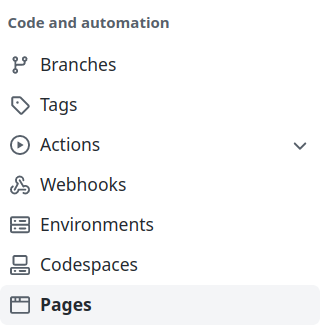 Code and automation
Branches
Tags
Actions
Webhooks
Environments
Codespaces
Pages